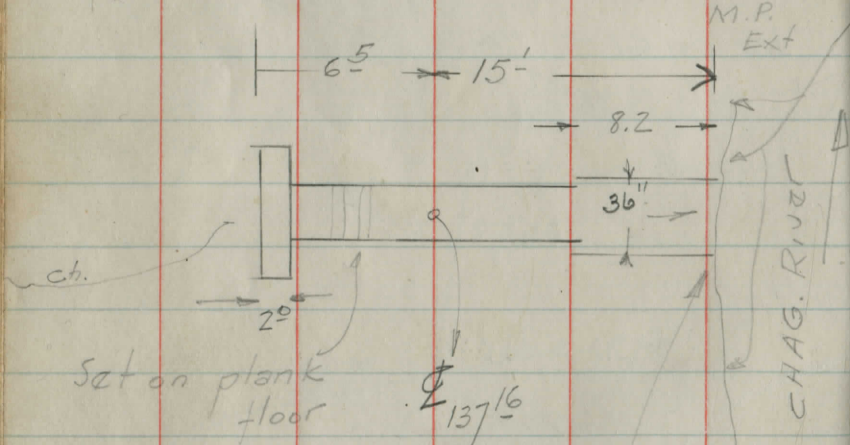 M.P.
Ext
6 5 15 1
8.2
36"
ch.
2 0
CHAG. River
Set on plank
floor
℄ 137 16